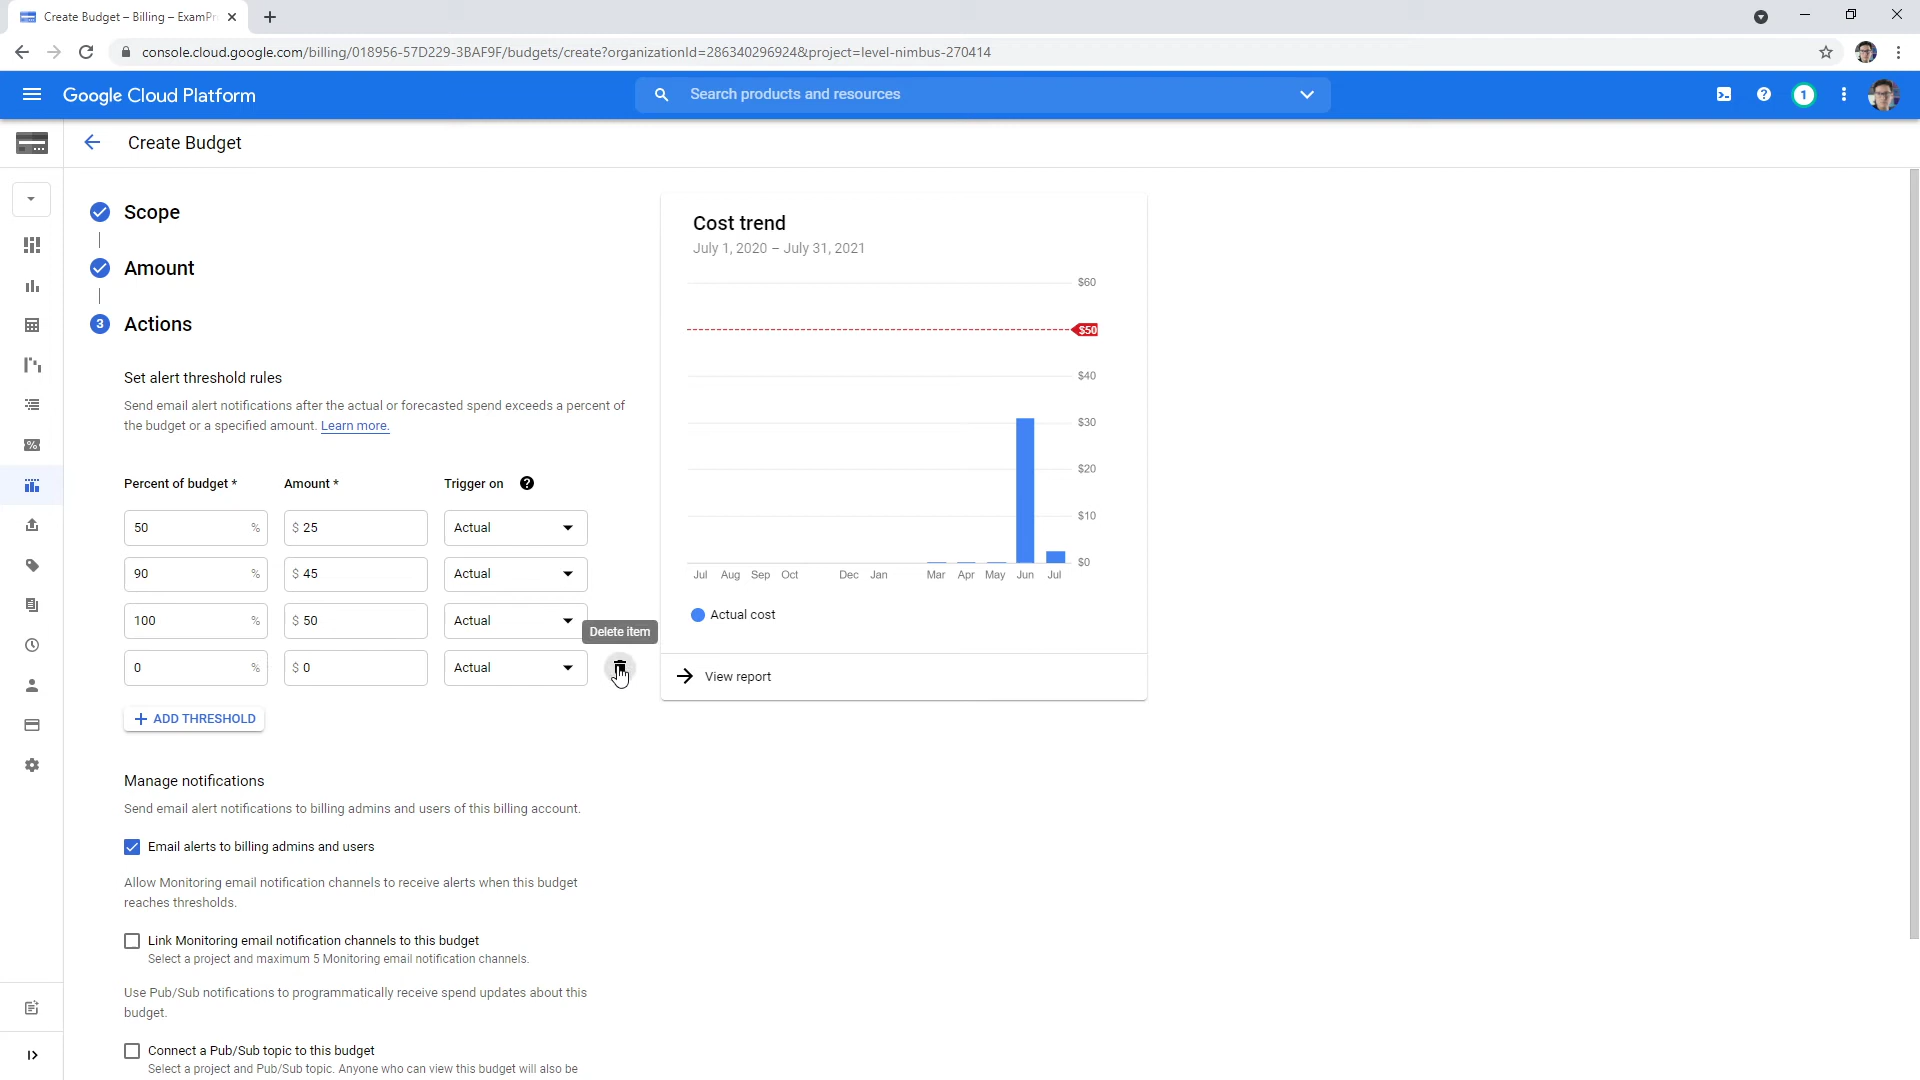 Create Budget – Billing – ExamPr
console.cloud.google.com/billing/018956-57D229-3BAF9F/budgets/create?organizationId=286340296924&project=level-nimbus-270414
Google Cloud Platform
Search products and resources
1
Create Budget
Scope
Amount
3 Actions
Set alert threshold rules
Send email alert notifications after the actual or forecasted spend exceeds a percent of
the budget or a specified amount. Learn more.
Percent of budget * Amount * Trigger on
50 % $ 25 Actual
90 % $ 45 Actual
100 % $ 50 Actual
Delete item
0 % $ 0 Actual
ADD THRESHOLD
Manage notifications
Send email alert notifications to billing admins and users of this billing account.
Email alerts to billing admins and users
Allow Monitoring email notification channels to receive alerts when this budget
reaches thresholds.
Link Monitoring email notification channels to this budget
Select a project and maximum 5 Monitoring email notification channels.
Use Pub/Sub notifications to programmatically receive spend updates about this
budget.
Connect a Pub/Sub topic to this budget
Select a project and Pub/Sub topic. Anyone who can view this budget will also be
Cost trend
July 1, 2020 – July 31, 2021
$60
$50
$40
$30
$20
$10
$0
Jul Aug Sep Oct Dec Jan Mar Apr May Jun Jul
Actual cost
View report